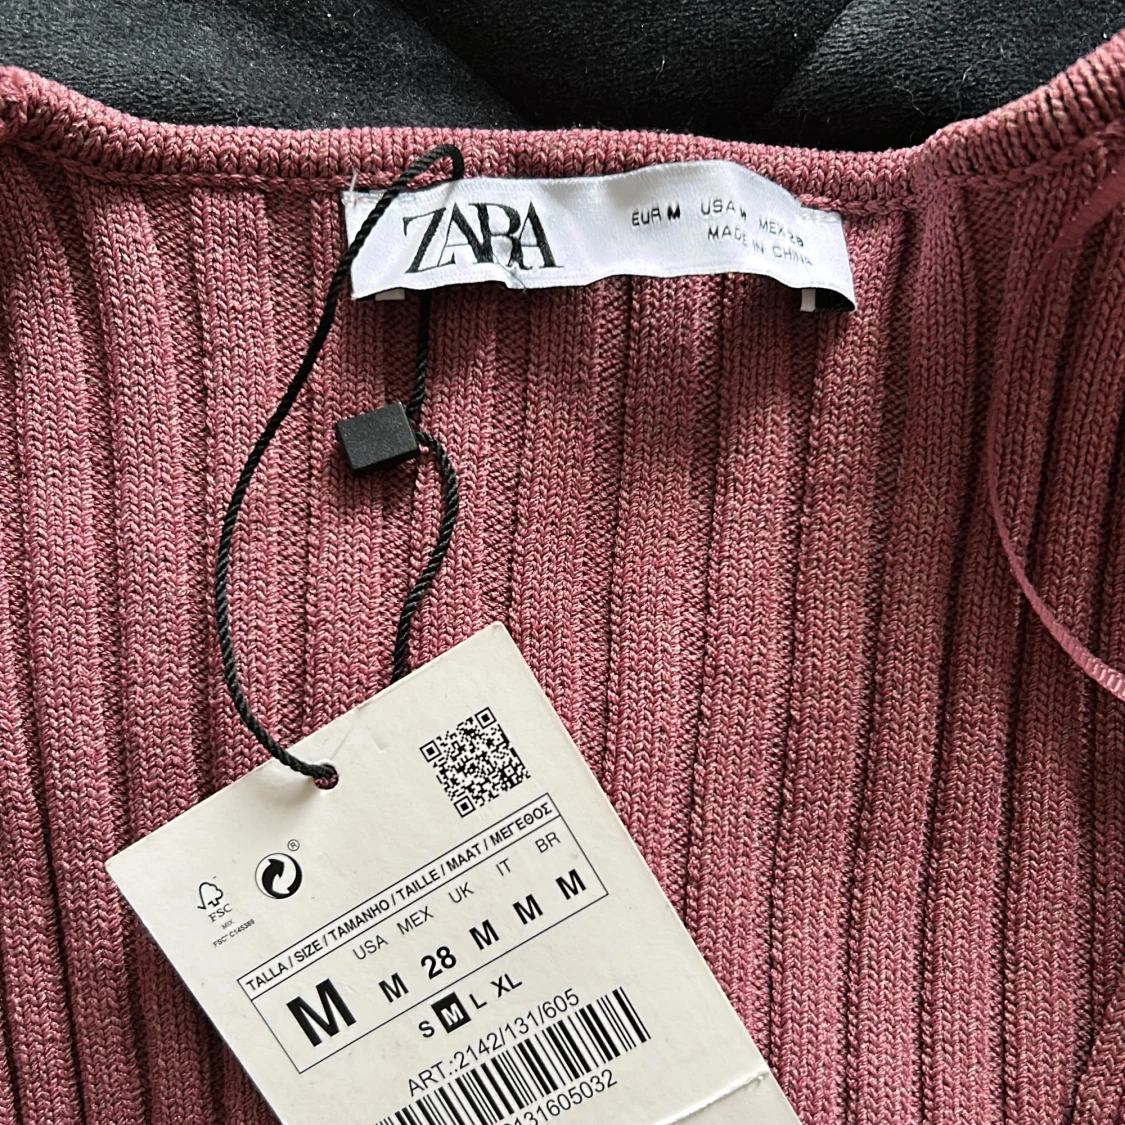 ZARA
EUR M USA M MEX 28
MADE IN CHINA
®
FSC
MIX
FSC® C145389
TALLA / SIZE / TAMANHO / TAILLE / MAAT / ΜΕΓΕΘΟΣ
USA MEX UK IT BR
M M 28 M M M
S M L XL
ART.:2142/131/605
131605032